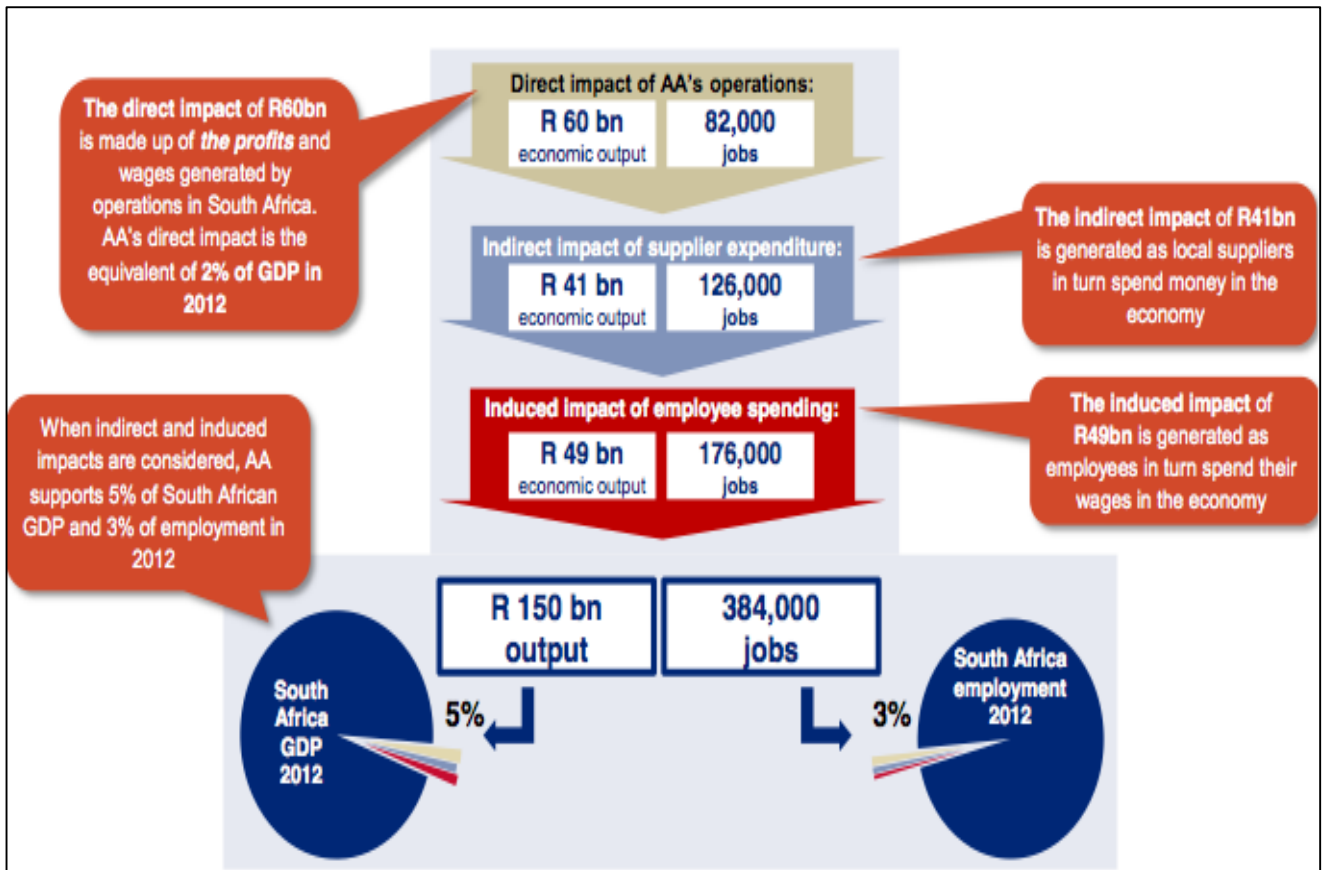 Direct impact of AA's operations:
R 60 bn
economic output
82,000
jobs
The direct impact of R60bn
is made up of the profits and
wages generated by
operations in South Africa.
AA's direct impact is the
equivalent of 2% of GDP in
2012
Indirect impact of supplier expenditure:
R 41 bn
economic output
126,000
jobs
The indirect impact of R41bn
is generated as local suppliers
in turn spend money in the
economy
Induced impact of employee spending:
R 49 bn
economic output
176,000
jobs
The induced impact of
R49bn is generated as
employees in turn spend their
wages in the economy
When indirect and induced
impacts are considered, AA
supports 5% of South African
GDP and 3% of employment in
2012
R 150 bn
output
384,000
jobs
South
Africa
GDP
2012
5%
3%
South Africa
employment
2012